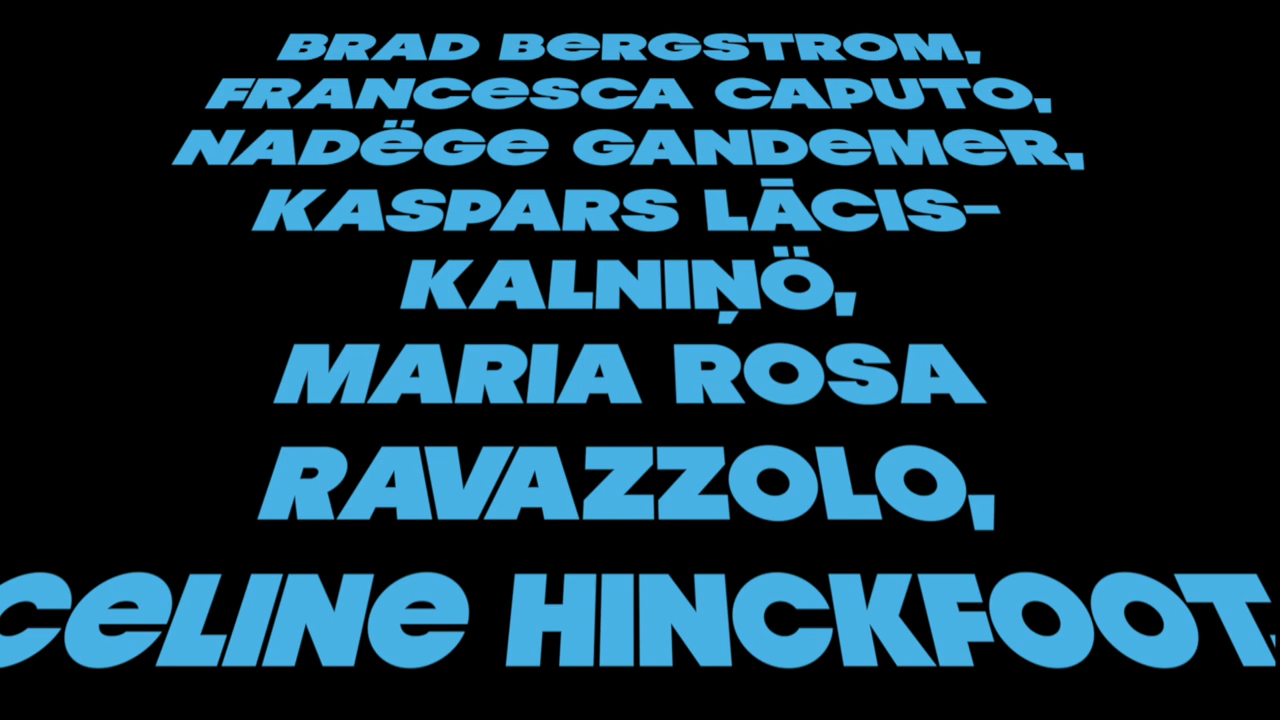 BRAD BeRGSTROM,
FRANCeSCA CAPUTO,
NADËGe GANDeMeR,
KASPARS LĀCIS-
KALNIŅÖ,
MARIA ROSA
RAVAZZOLO,
CeLINe HINCKFOOT,